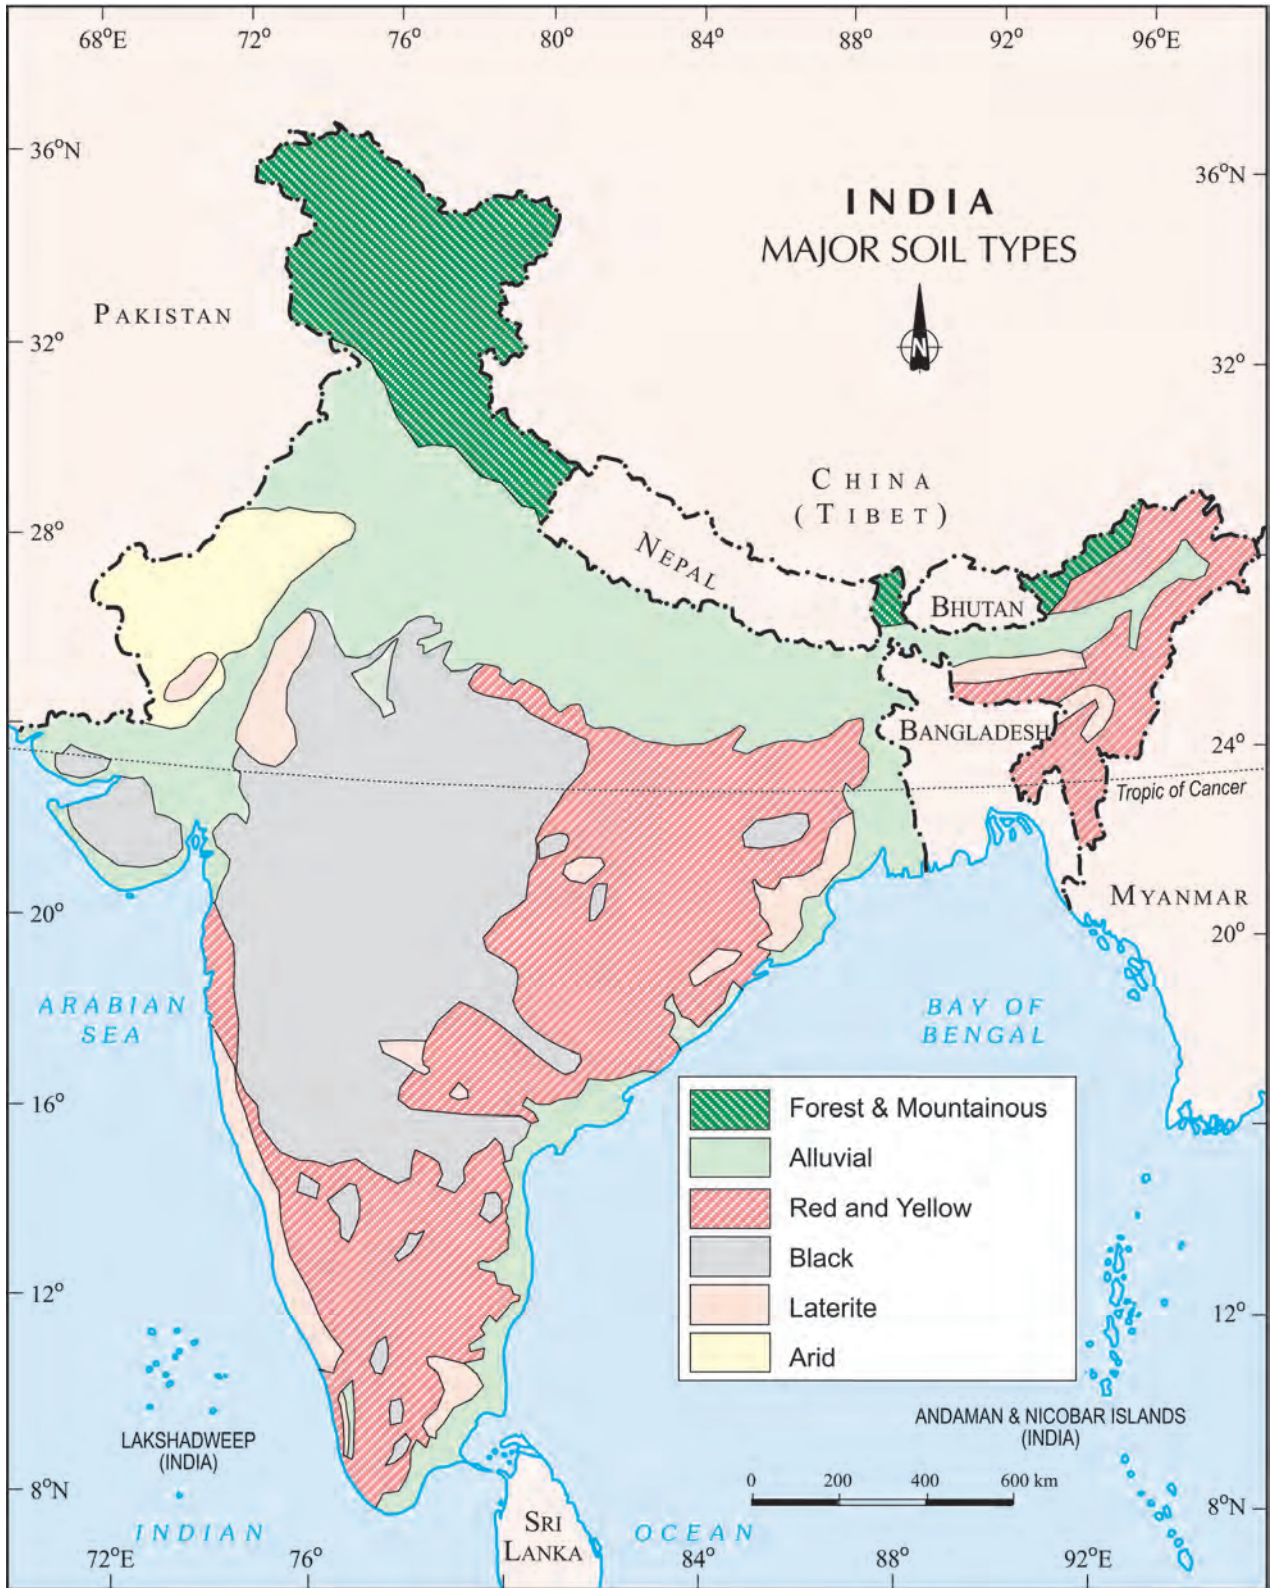 68°E 72° 76° 80° 84° 88° 92° 96°E
36°N
36°N
INDIA
MAJOR SOIL TYPES
N
PAKISTAN
32°
32°
CHINA
(TIBET)
28°
NEPAL
BHUTAN
BANGLADESH
24°
Tropic of Cancer
MYANMAR
20°
20°
ARABIAN
SEA
BAY OF
BENGAL
16°
Forest & Mountainous
Alluvial
Red and Yellow
Black
Laterite
Arid
12°
12°
LAKSHADWEEP
(INDIA)
ANDAMAN & NICOBAR ISLANDS
(INDIA)
0 200 400 600 km
8°N
8°N
SRI
LANKA
INDIAN OCEAN
72°E 76° 84° 88° 92°E